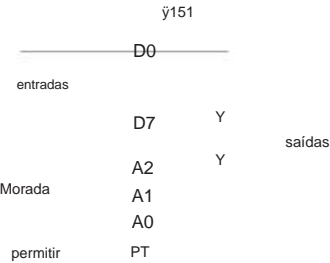 ÿ151
D0
entradas
D7 Y
saídas
A2 Y
Morada
A1
A0
permitir PT